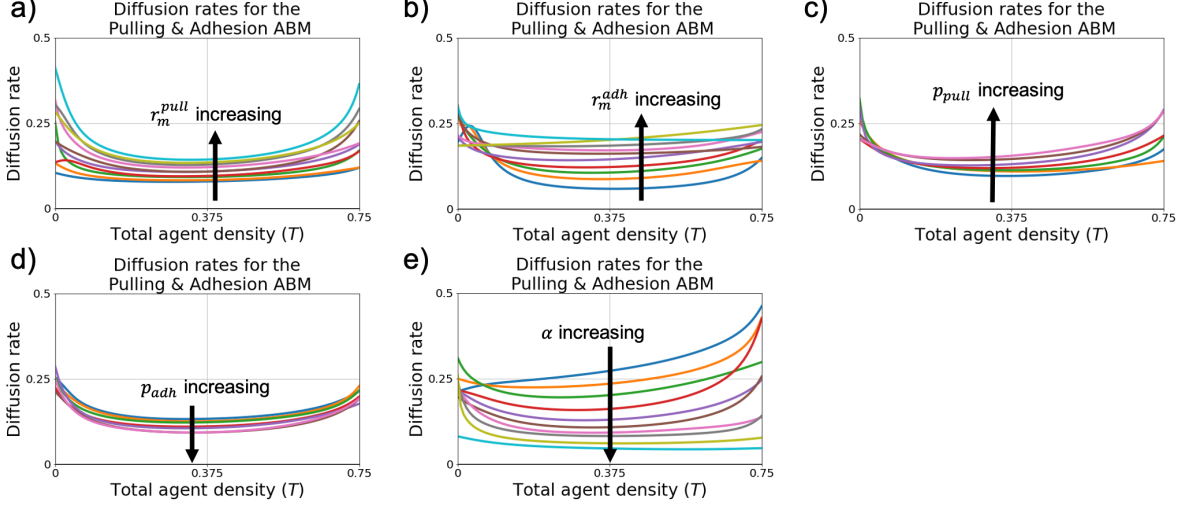 a)
Diffusion rates for the
Pulling & Adhesion ABM
0.5
0.25
0
Diffusion rate
r_m^{pull} increasing
0
0.375
0.75
Total agent density (T)
b)
Diffusion rates for the
Pulling & Adhesion ABM
0.5
0.25
0
Diffusion rate
r_m^{adh} increasing
0
0.375
0.75
Total agent density (T)
c)
Diffusion rates for the
Pulling & Adhesion ABM
0.5
0.25
0
Diffusion rate
p_{pull} increasing
0
0.375
0.75
Total agent density (T)
d)
Diffusion rates for the
Pulling & Adhesion ABM
0.5
0.25
0
Diffusion rate
p_{adh} increasing
0
0.375
0.75
Total agent density (T)
e)
Diffusion rates for the
Pulling & Adhesion ABM
0.5
0.25
0
Diffusion rate
α increasing
0
0.375
0.75
Total agent density (T)